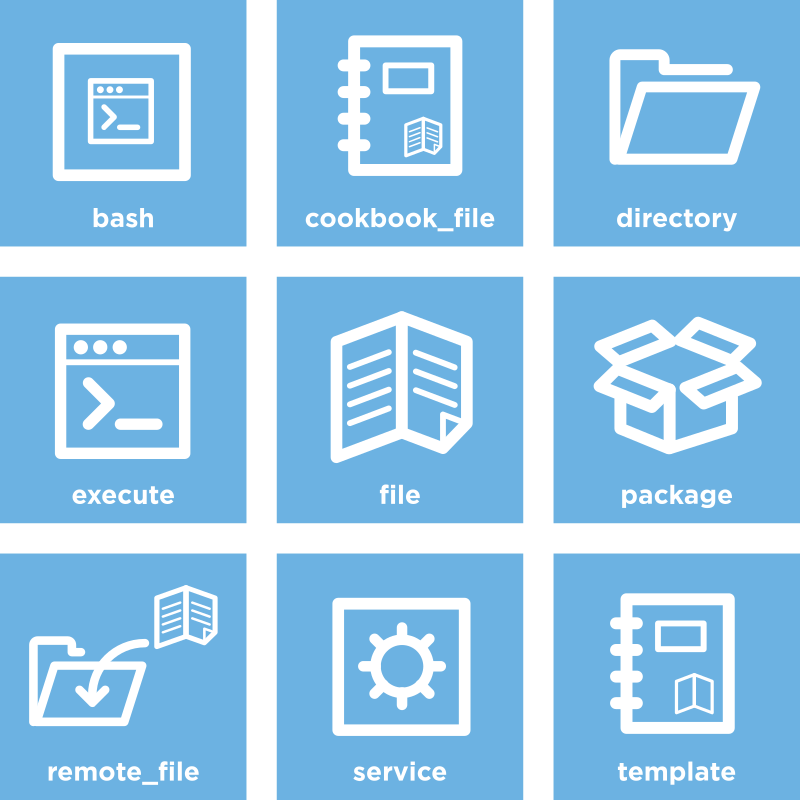 bash
cookbook_file
directory
execute
file
package
remote_file
service
template